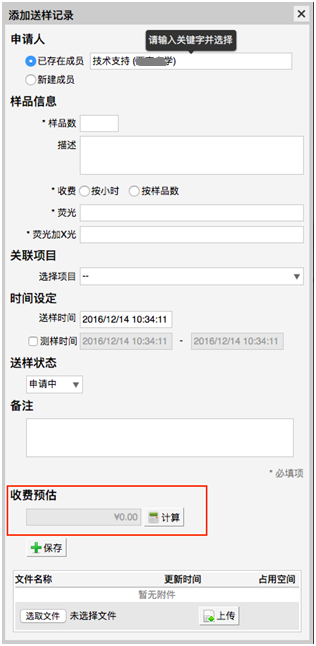 添加送样记录
申请人
请输入关键字并选择
已存在成员 技术支持 ( 学)
新建成员
样品信息
* 样品数
描述
* 收费 按小时 按样品数
* 荧光
* 荧光加X光
关联项目
选择项目 --
时间设定
送样时间 2016/12/14 10:34:11
测样时间 2016/12/14 10:34:11 - 2016/12/14 10:34:11
送样状态
申请中
备注
* 必填项
收费预估
¥0.00 计算
保存
文件名称 更新时间 占用空间
暂无附件
选取文件 未选择文件 上传